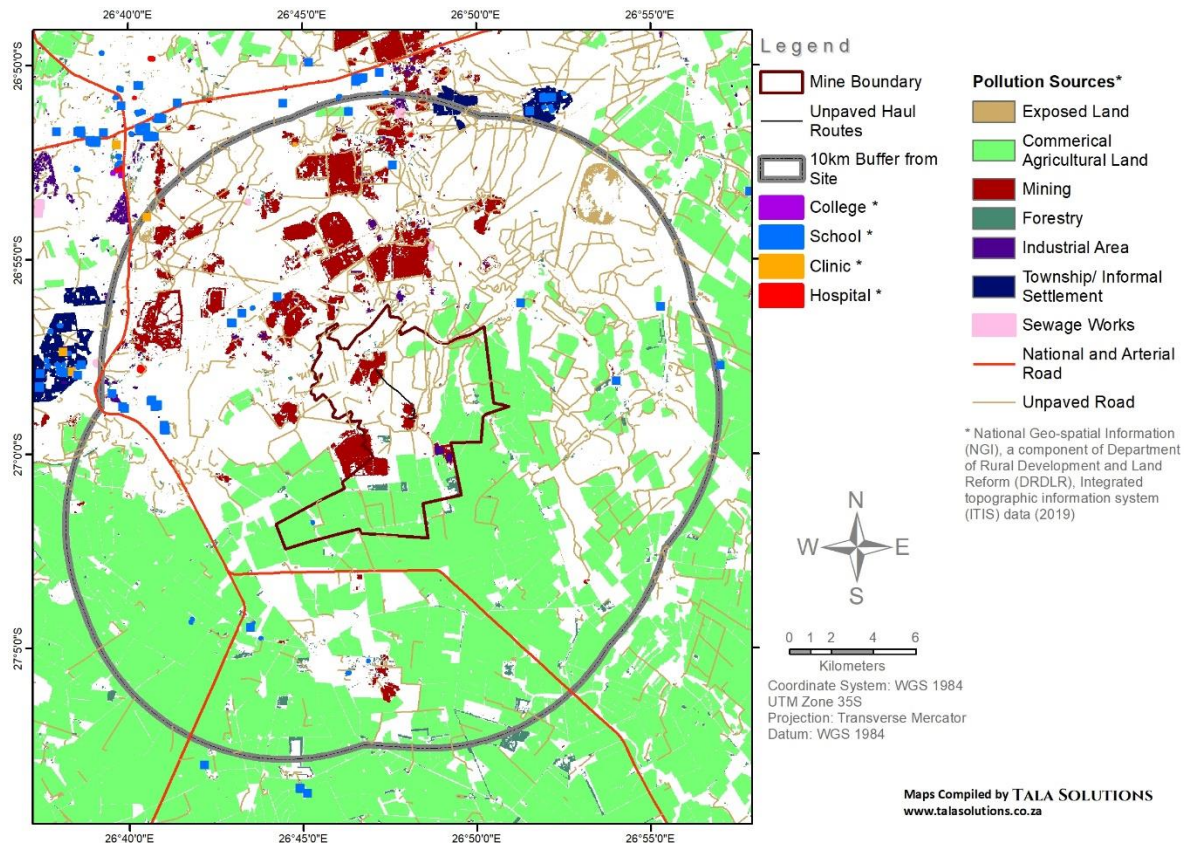 26°40'0"E 26°45'0"E 26°50'0"E 26°55'0"E
26°50'0"S
26°55'0"S
27°0'0"S
27°5'0"S
26°40'0"E 26°45'0"E 26°50'0"E 26°55'0"E
Legend
Mine Boundary
Unpaved Haul
Routes
10km Buffer from
Site
College *
School *
Clinic *
Hospital *
Pollution Sources*
Exposed Land
Commerical
Agricultural Land
Mining
Forestry
Industrial Area
Township/ Informal
Settlement
Sewage Works
National and Arterial
Road
Unpaved Road
* National Geo-spatial Information
(NGI), a component of Department
of Rural Development and Land
Reform (DRDLR), Integrated
topographic information system
(ITIS) data (2019)
N
W E
S
0 1 2 4 6
Kilometers
Coordinate System: WGS 1984
UTM Zone 35S
Projection: Transverse Mercator
Datum: WGS 1984
Maps Compiled by TALA SOLUTIONS
www.talasolutions.co.za